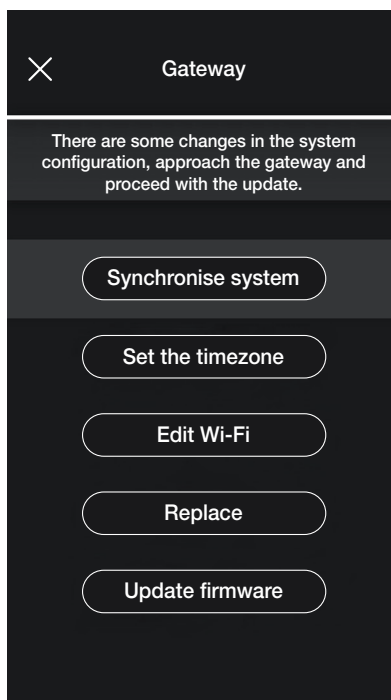 Gateway
There are some changes in the system
configuration, approach the gateway and
proceed with the update.
Synchronise system
Set the timezone
Edit Wi-Fi
Replace
Update firmware